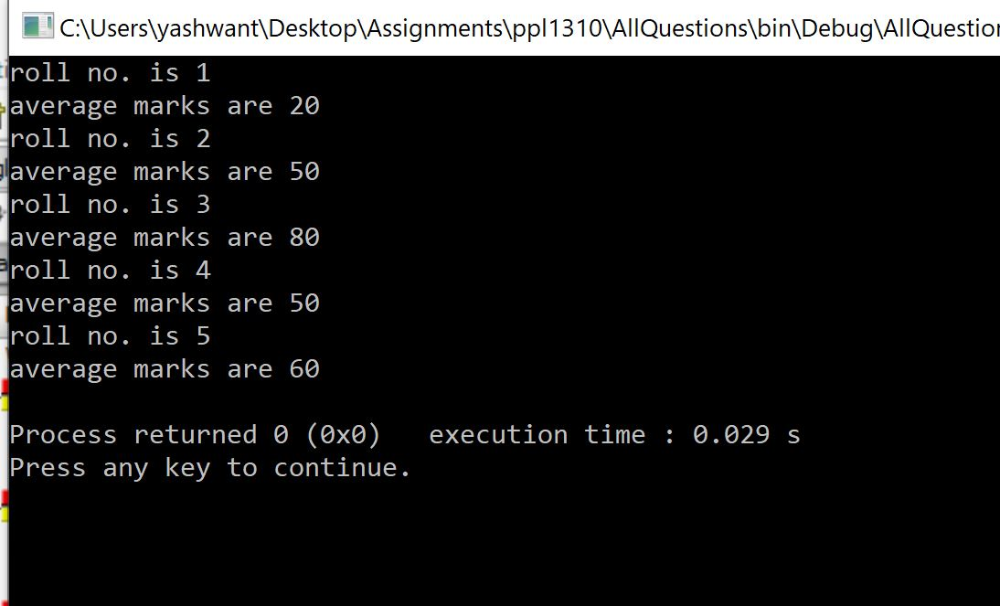 C:\Users\yashwant\Desktop\Assignments\ppl1310\AllQuestions\bin\Debug\AllQuestion
roll no. is 1
average marks are 20
roll no. is 2
average marks are 50
roll no. is 3
average marks are 80
roll no. is 4
average marks are 50
roll no. is 5
average marks are 60
Process returned 0 (0x0)   execution time : 0.029 s
Press any key to continue.